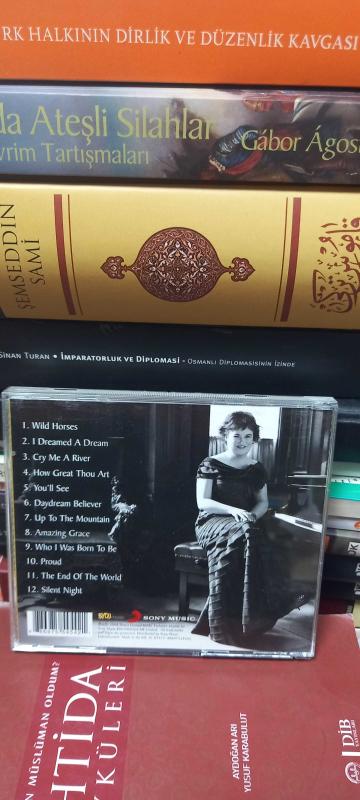 RK HALKININ DİRLİK VE DÜZENLİK KAVGASI
da Ateşli Silahlar
vrim Tartışmaları
Gábor Ágos
ŞEMSEDDİN
SAMİ
SİNAN TURAN • İMPARATORLUK VE DİPLOMASİ - OSMANLI DİPLOMASİSİNİN İZİNDE
1. Wild Horses
2. I Dreamed A Dream
3. Cry Me A River
4. How Great Thou Art
5. You'll See
6. Daydream Believer
7. Up To The Mountain
8. Amazing Grace
9. Who I Was Born To Be
10. Proud
11. The End Of The World
12. Silent Night
SONY MUSIC
N MÜSLÜMAN OLDUM?
HTİDA
YKÜLERİ
AYDOĞAN ARI
YUSUF KARABULUT
DİB
YAYINLARI